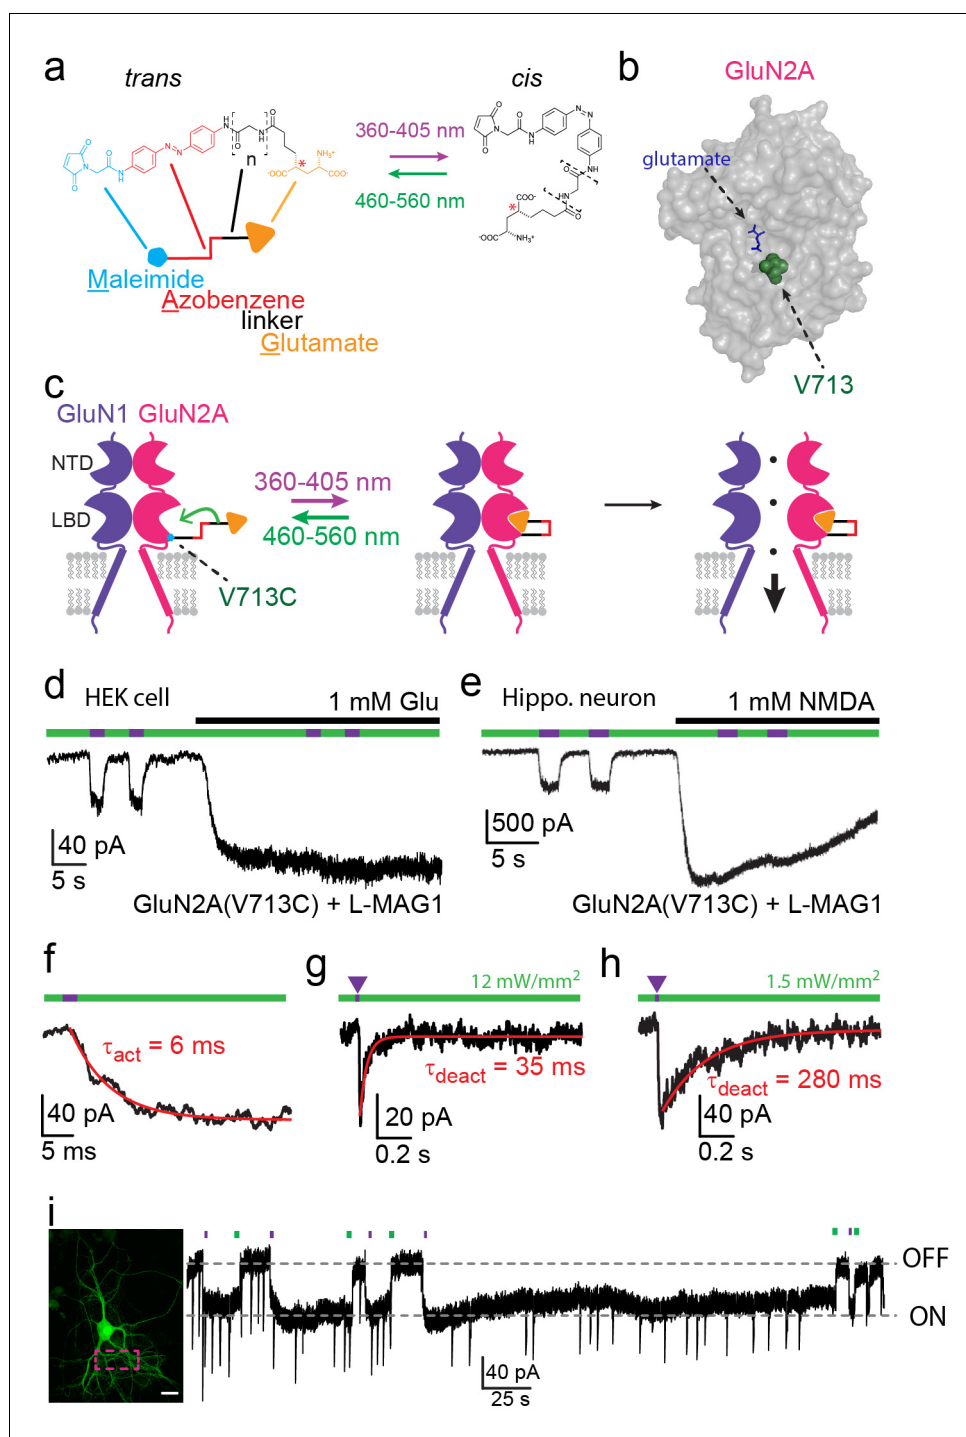 a
trans
cis
b
GluN2A
360-405 nm
460-560 nm
n
glutamate
Maleimide
Azobenzene
linker
Glutamate
V713
c
GluN1 GluN2A
NTD
LBD
360-405 nm
460-560 nm
V713C
d
HEK cell
1 mM Glu
40 pA
5 s
GluN2A(V713C) + L-MAG1
e
Hippo. neuron
1 mM NMDA
500 pA
5 s
GluN2A(V713C) + L-MAG1
f
τact = 6 ms
40 pA
5 ms
g
12 mW/mm²
τdeact = 35 ms
20 pA
0.2 s
h
1.5 mW/mm²
τdeact = 280 ms
40 pA
0.2 s
i
OFF
ON
40 pA
25 s